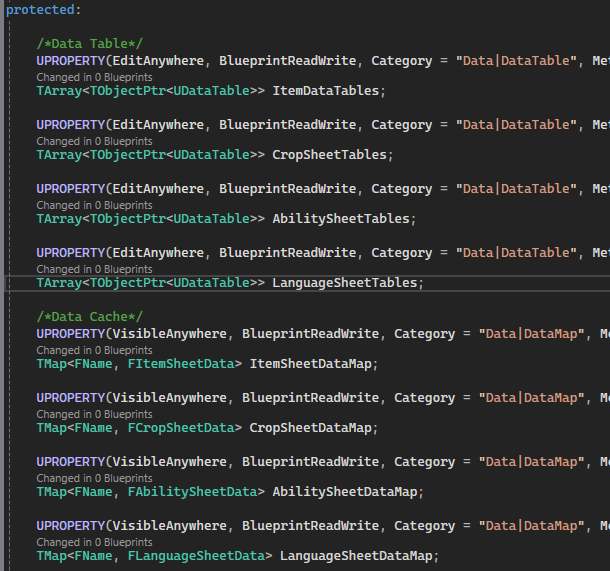 protected:
/*Data Table*/
UPROPERTY(EditAnywhere, BlueprintReadWrite, Category = "Data|DataTable", Met
Changed in 0 Blueprints
TArray<TObjectPtr<UDataTable>> ItemDataTables;
UPROPERTY(EditAnywhere, BlueprintReadWrite, Category = "Data|DataTable", Met
Changed in 0 Blueprints
TArray<TObjectPtr<UDataTable>> CropSheetTables;
UPROPERTY(EditAnywhere, BlueprintReadWrite, Category = "Data|DataTable", Met
Changed in 0 Blueprints
TArray<TObjectPtr<UDataTable>> AbilitySheetTables;
UPROPERTY(EditAnywhere, BlueprintReadWrite, Category = "Data|DataTable", Met
Changed in 0 Blueprints
TArray<TObjectPtr<UDataTable>> LanguageSheetTables;
/*Data Cache*/
UPROPERTY(VisibleAnywhere, BlueprintReadWrite, Category = "Data|DataMap", Me
Changed in 0 Blueprints
TMap<FName, FItemSheetData> ItemSheetDataMap;
UPROPERTY(VisibleAnywhere, BlueprintReadWrite, Category = "Data|DataMap", Me
Changed in 0 Blueprints
TMap<FName, FCropSheetData> CropSheetDataMap;
UPROPERTY(VisibleAnywhere, BlueprintReadWrite, Category = "Data|DataMap", Me
Changed in 0 Blueprints
TMap<FName, FAbilitySheetData> AbilitySheetDataMap;
UPROPERTY(VisibleAnywhere, BlueprintReadWrite, Category = "Data|DataMap", Me
Changed in 0 Blueprints
TMap<FName, FLanguageSheetData> LanguageSheetDataMap;